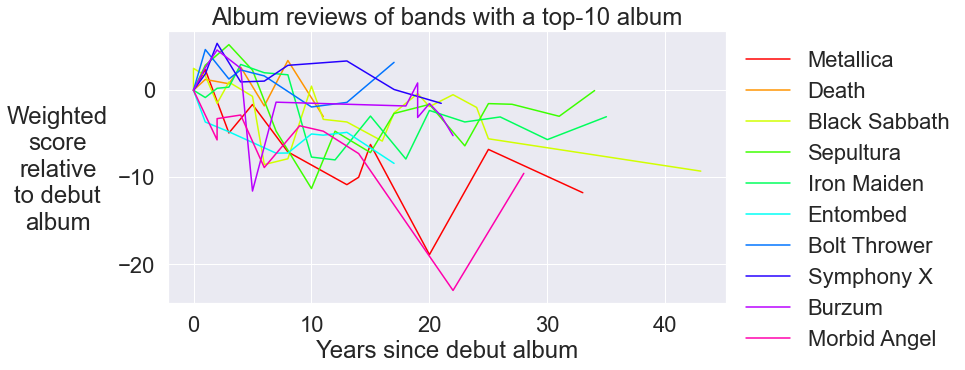 Album reviews of bands with a top-10 album
Weighted
score
relative
to debut
album
0
−10
−20
0 10 20 30 40
Years since debut album
Metallica
Death
Black Sabbath
Sepultura
Iron Maiden
Entombed
Bolt Thrower
Symphony X
Burzum
Morbid Angel